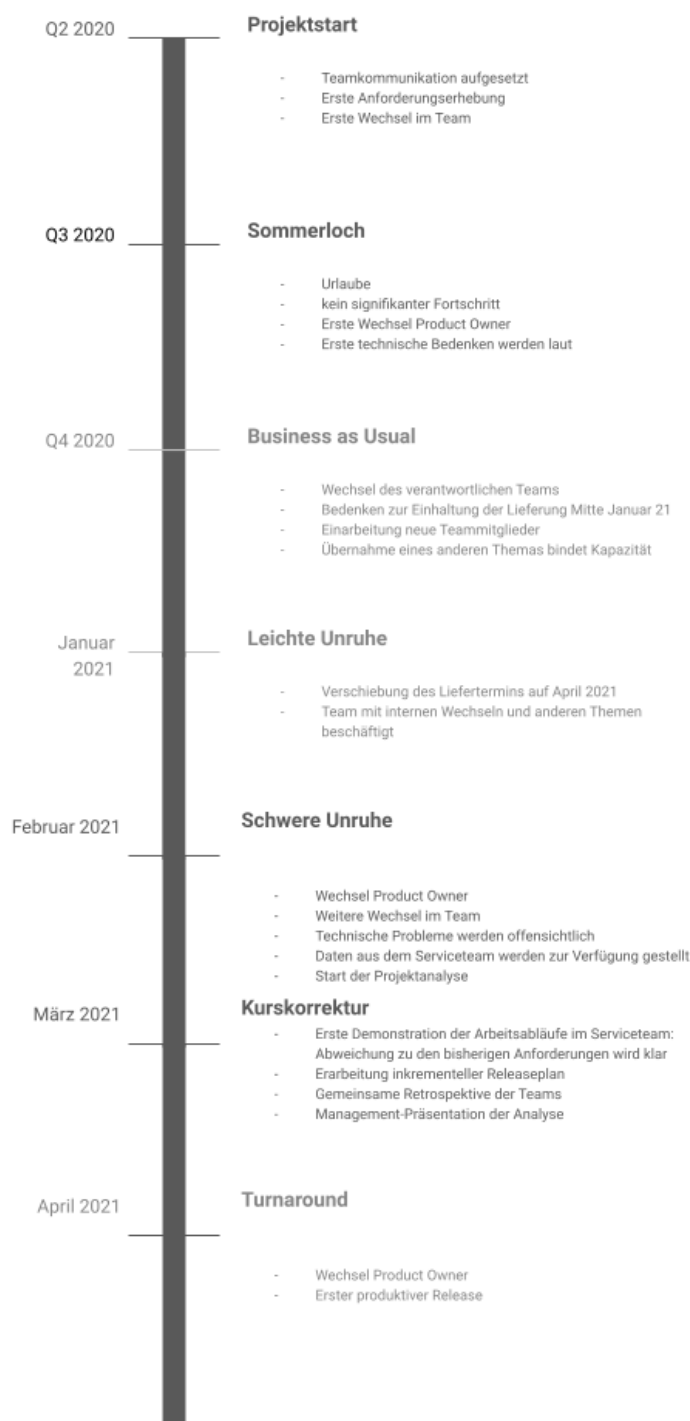 Q2 2020
Projektstart
- Teamkommunikation aufgesetzt
- Erste Anforderungserhebung
- Erste Wechsel im Team
Q3 2020
Sommerloch
- Urlaube
- kein signifikanter Fortschritt
- Erste Wechsel Product Owner
- Erste technische Bedenken werden laut
Q4 2020
Business as Usual
- Wechsel des verantwortlichen Teams
- Bedenken zur Einhaltung der Lieferung Mitte Januar 21
- Einarbeitung neue Teammitglieder
- Übernahme eines anderen Themas bindet Kapazität
Januar
2021
Leichte Unruhe
- Verschiebung des Liefertermins auf April 2021
- Team mit internen Wechseln und anderen Themen
beschäftigt
Februar 2021
Schwere Unruhe
- Wechsel Product Owner
- Weitere Wechsel im Team
- Technische Probleme werden offensichtlich
- Daten aus dem Serviceteam werden zur Verfügung gestellt
- Start der Projektanalyse
März 2021
Kurskorrektur
- Erste Demonstration der Arbeitsabläufe im Serviceteam:
Abweichung zu den bisherigen Anforderungen wird klar
- Erarbeitung inkrementeller Releaseplan
- Gemeinsame Retrospektive der Teams
- Management-Präsentation der Analyse
April 2021
Turnaround
- Wechsel Product Owner
- Erster produktiver Release